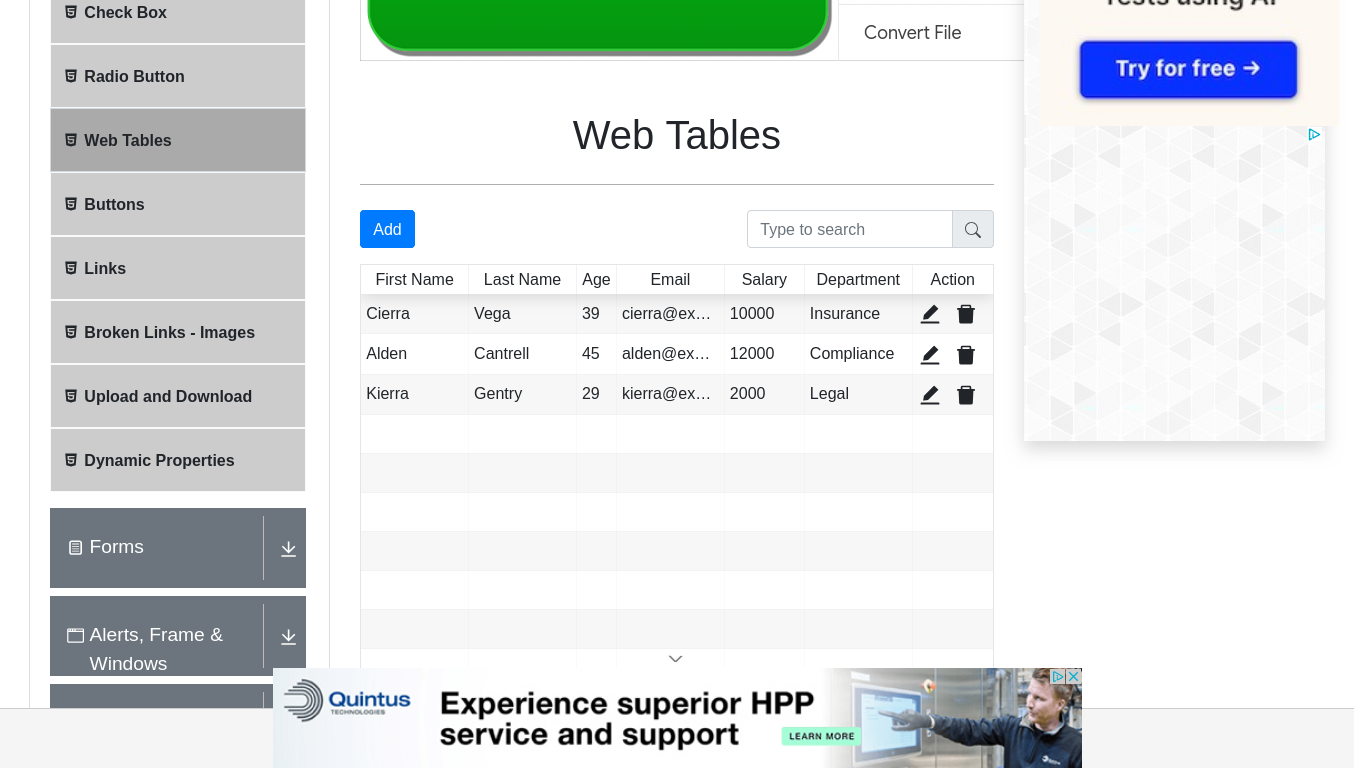 Check Box
Radio Button
Web Tables
Buttons
Links
Broken Links - Images
Upload and Download
Dynamic Properties
Forms
Alerts, Frame &
Windows
Convert File
Web Tables
Add
Type to search
First Name Last Name Age Email Salary Department Action
Cierra Vega 39 cierra@ex… 10000 Insurance
Alden Cantrell 45 alden@ex… 12000 Compliance
Kierra Gentry 29 kierra@ex… 2000 Legal
Tests using AI
Try for free →
Quintus
TECHNOLOGIES
Experience superior HPP
service and support
LEARN MORE